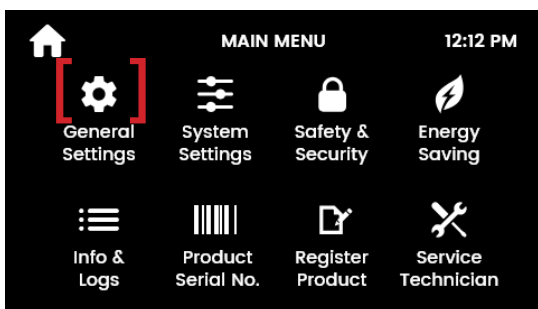 MAIN MENU 12:12 PM
General Settings
System Settings
Safety & Security
Energy Saving
Info & Logs
Product Serial No.
Register Product
Service Technician